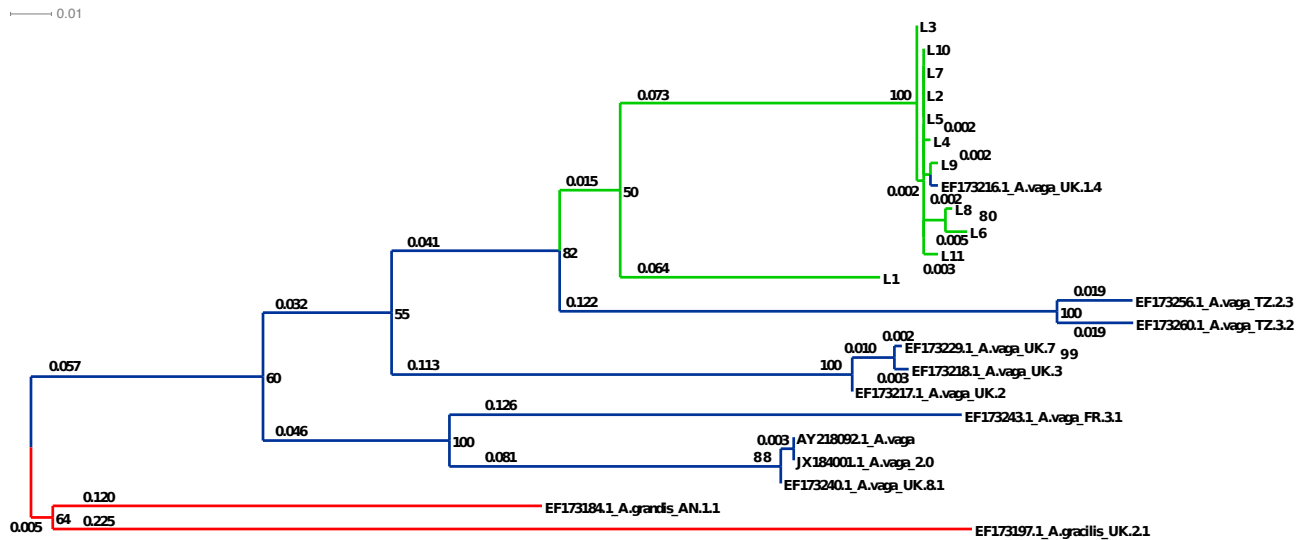 0.01
L3
L10
L7
0.073
100
L2
L5
0.002
L4
0.002
L9
0.015
50
0.002
EF173216.1_A.vaga_UK.1.4
0.002
L8
80
L6
0.005
0.041
82
L11
0.003
0.064
L1
0.019
EF173256.1_A.vaga_TZ.2.3
0.032
0.122
55
100
EF173260.1_A.vaga_TZ.3.2
0.019
0.002
0.010
EF173229.1_A.vaga_UK.7
99
0.057
0.113
100
EF173218.1_A.vaga_UK.3
60
0.003
EF173217.1_A.vaga_UK.2
0.126
EF173243.1_A.vaga_FR.3.1
0.046
100
0.003
AY218092.1_A.vaga
0.081
88
JX184001.1_A.vaga_2.0
EF173240.1_A.vaga_UK.8.1
0.120
EF173184.1_A.grandis_AN.1.1
0.005
64
0.225
EF173197.1_A.gracilis_UK.2.1